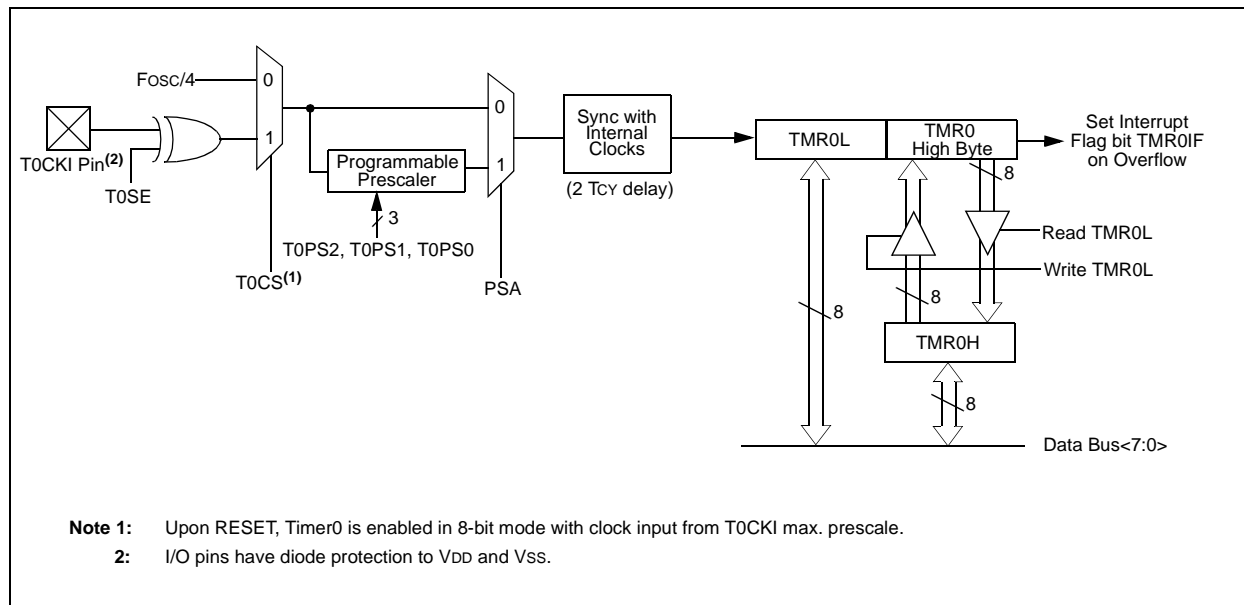 FOSC/4
0
1
T0CKI Pin(2)
T0SE
T0CS(1)
Programmable
Prescaler
3
T0PS2, T0PS1, T0PS0
0
1
PSA
Sync with
Internal
Clocks
(2 TCY delay)
TMR0L
TMR0
High Byte
Set Interrupt
Flag bit TMR0IF
on Overflow
8
Read TMR0L
Write TMR0L
8
8
TMR0H
8
Data Bus<7:0>
Note 1: Upon RESET, Timer0 is enabled in 8-bit mode with clock input from T0CKI max. prescale.
2: I/O pins have diode protection to VDD and VSS.